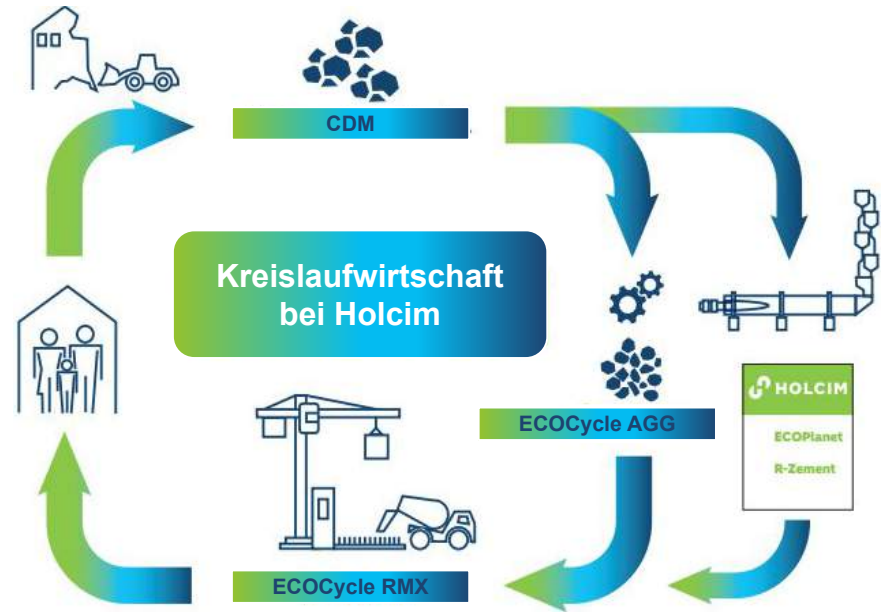 CDM
Kreislaufwirtschaft
bei Holcim
ECOCycle AGG
HOLCIM
ECOPlanet
R-Zement
ECOCycle RMX